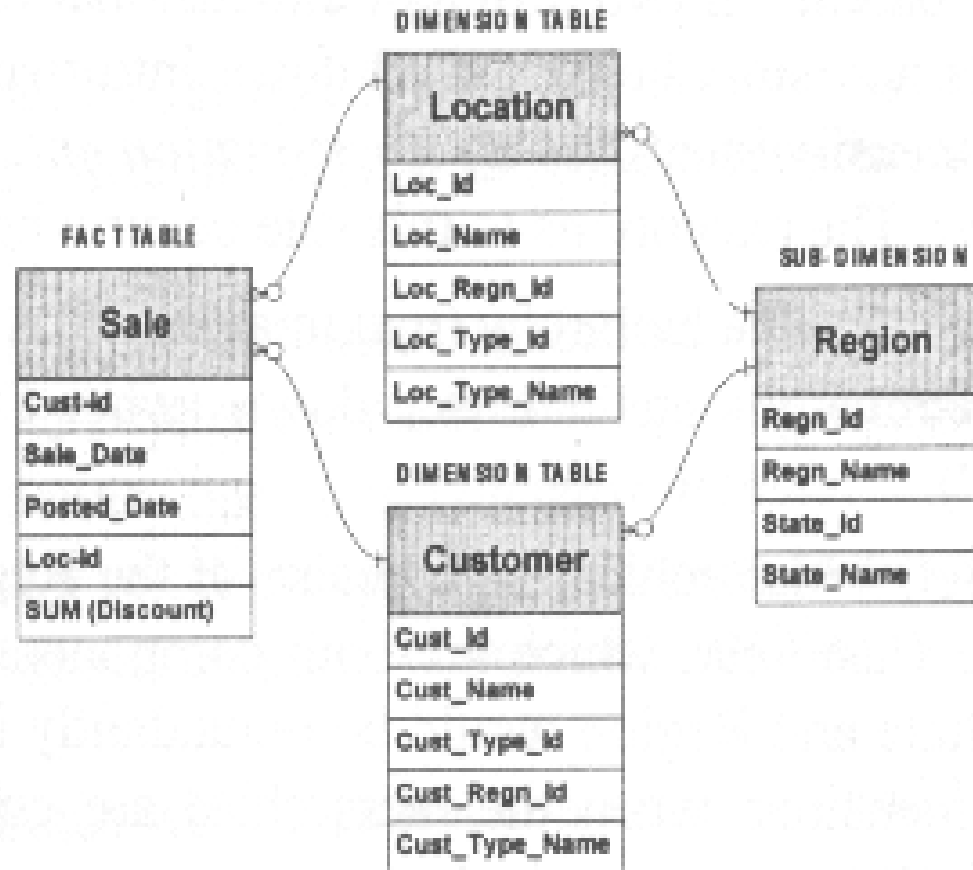 DIMENSION TABLE
Location
Loc_Id
Loc_Name
Loc_Regn_Id
Loc_Type_Id
Loc_Type_Name
FACT TABLE
Sale
Cust-Id
Sale_Date
Posted_Date
Loc-Id
SUM (Discount)
DIMENSION TABLE
Customer
Cust_Id
Cust_Name
Cust_Type_Id
Cust_Regn_Id
Cust_Type_Name
SUB-DIMENSION
Region
Regn_Id
Regn_Name
State_Id
State_Name